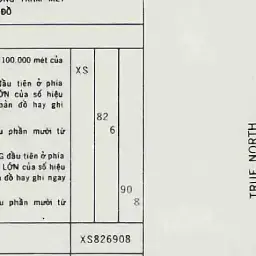 ĐỒ
100.000 mét của
XS
đầu tiên ở phía
LỚN của số hiệu
bản đồ hay ghi
82
phần mười từ
6
G đầu tiên ở phía
LỚN của số hiệu
đồ hay ghi ngay
90
phần mười từ
8
XS826908
TRUE NORTH